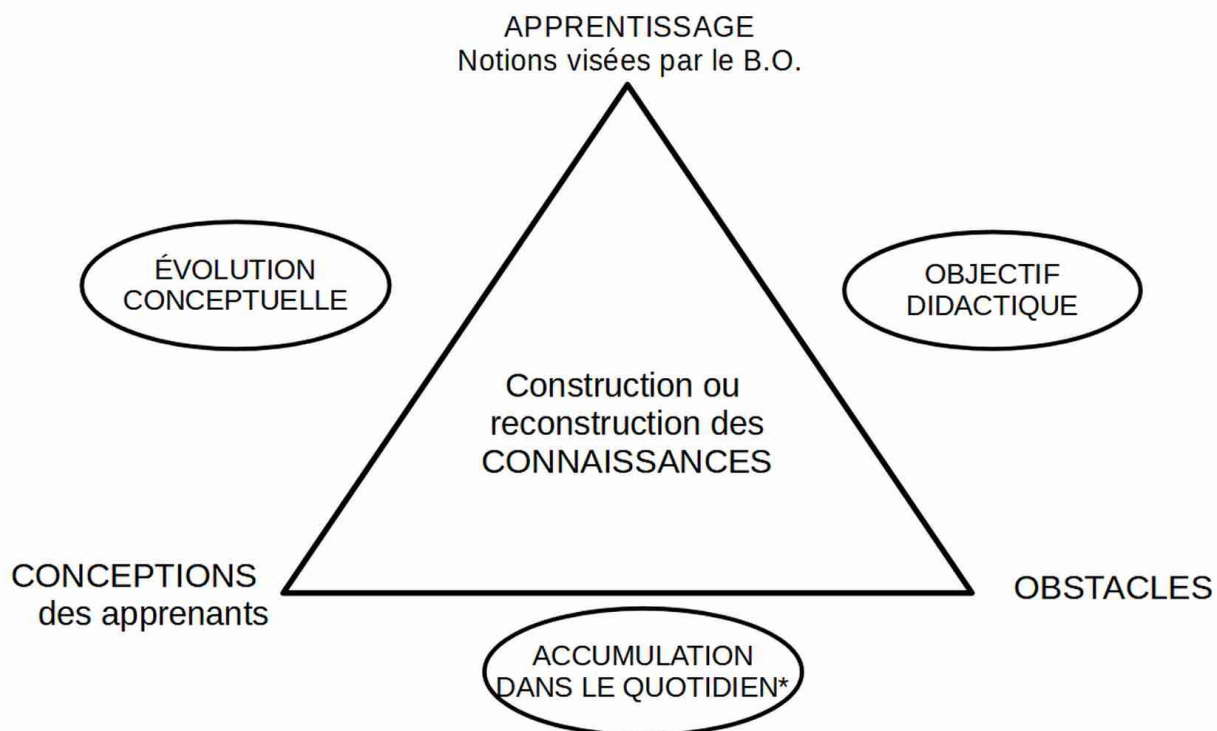 APPRENTISSAGE
Notions visées par le B.O.
ÉVOLUTION
CONCEPTUELLE
OBJECTIF
DIDACTIQUE
Construction ou
reconstruction des
CONNAISSANCES
CONCEPTIONS
des apprenants
OBSTACLES
ACCUMULATION
DANS LE QUOTIDIEN*